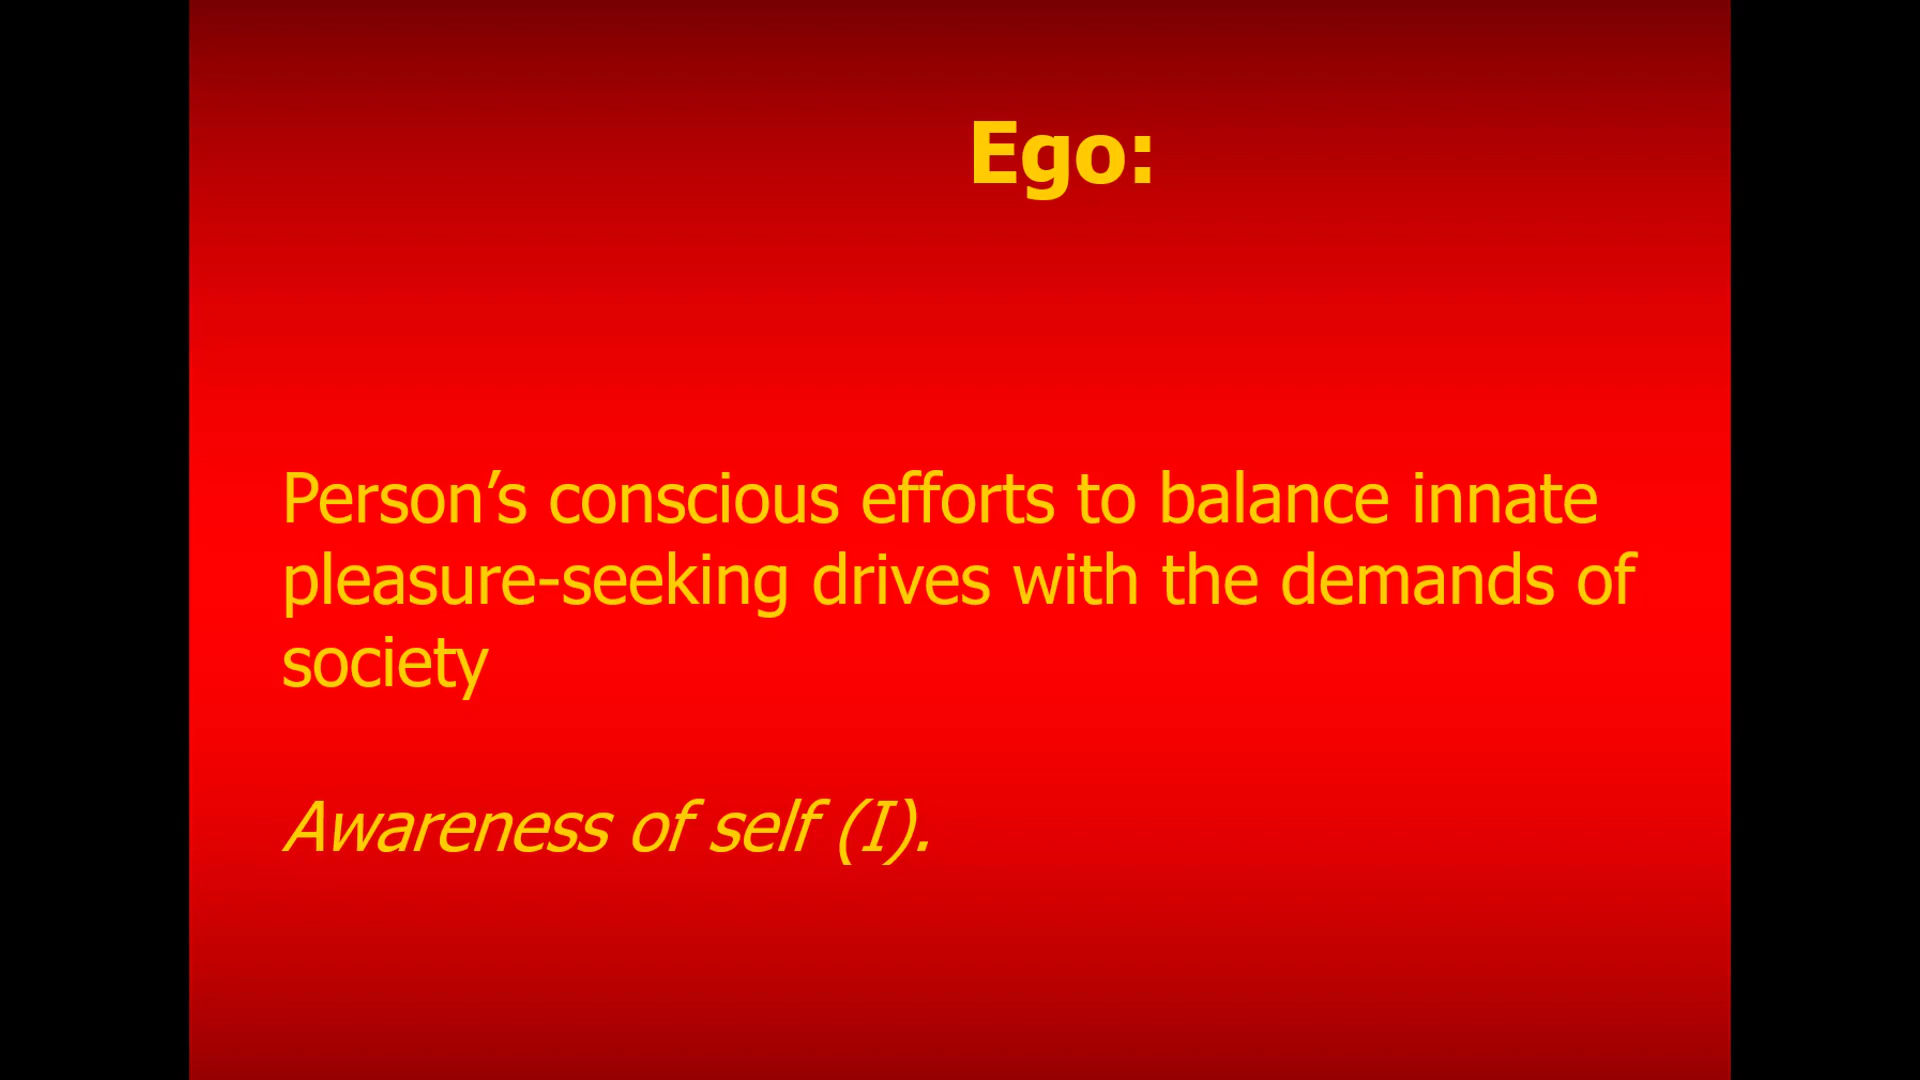 Ego:
Person’s conscious efforts to balance innate
pleasure-seeking drives with the demands of
society
Awareness of self (I).